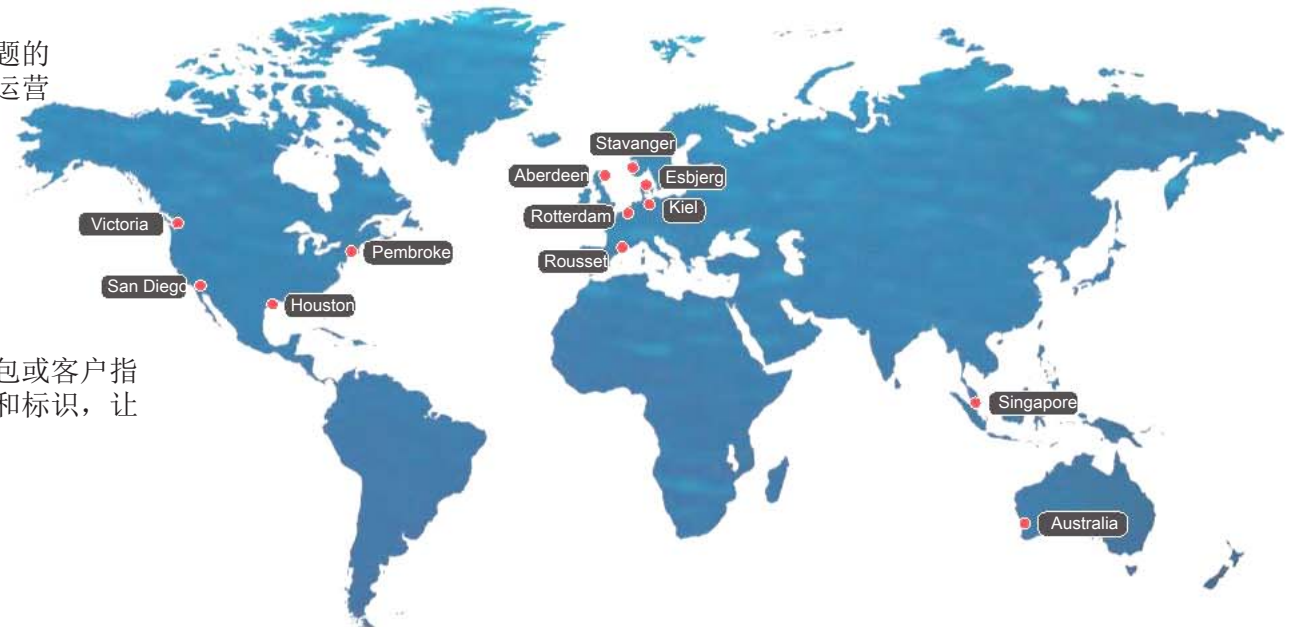 题的
运营
Stavanger
Aberdeen
Esbjerg
Rotterdam
Kiel
Victoria
Pembroke
Rousset
San Diego
Houston
包或客户指
和标识，让
Singapore
Australia